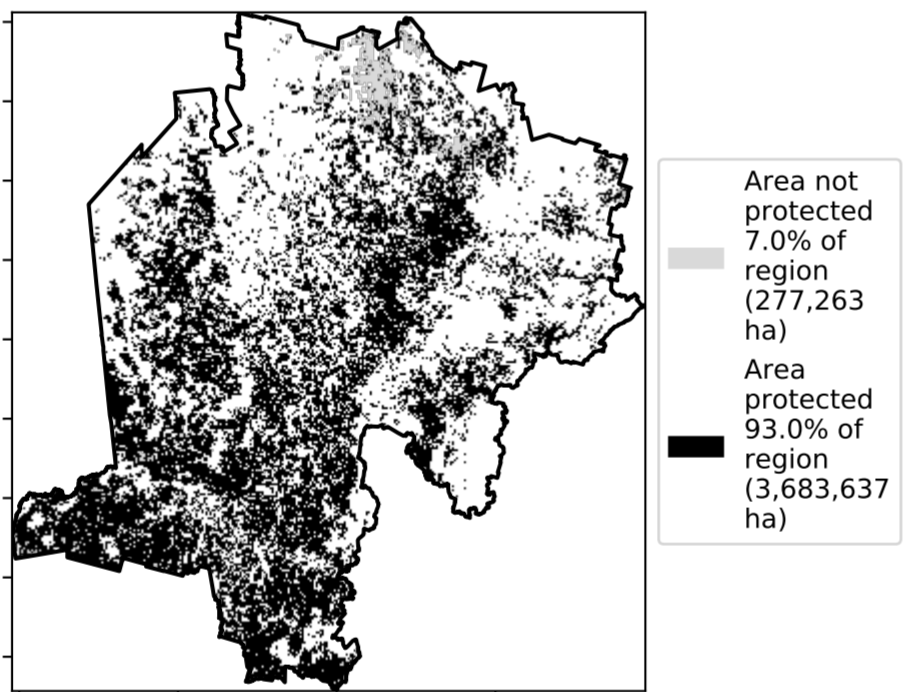 Area not
protected
7.0% of
region
(277,263
ha)
Area
protected
93.0% of
region
(3,683,637
ha)